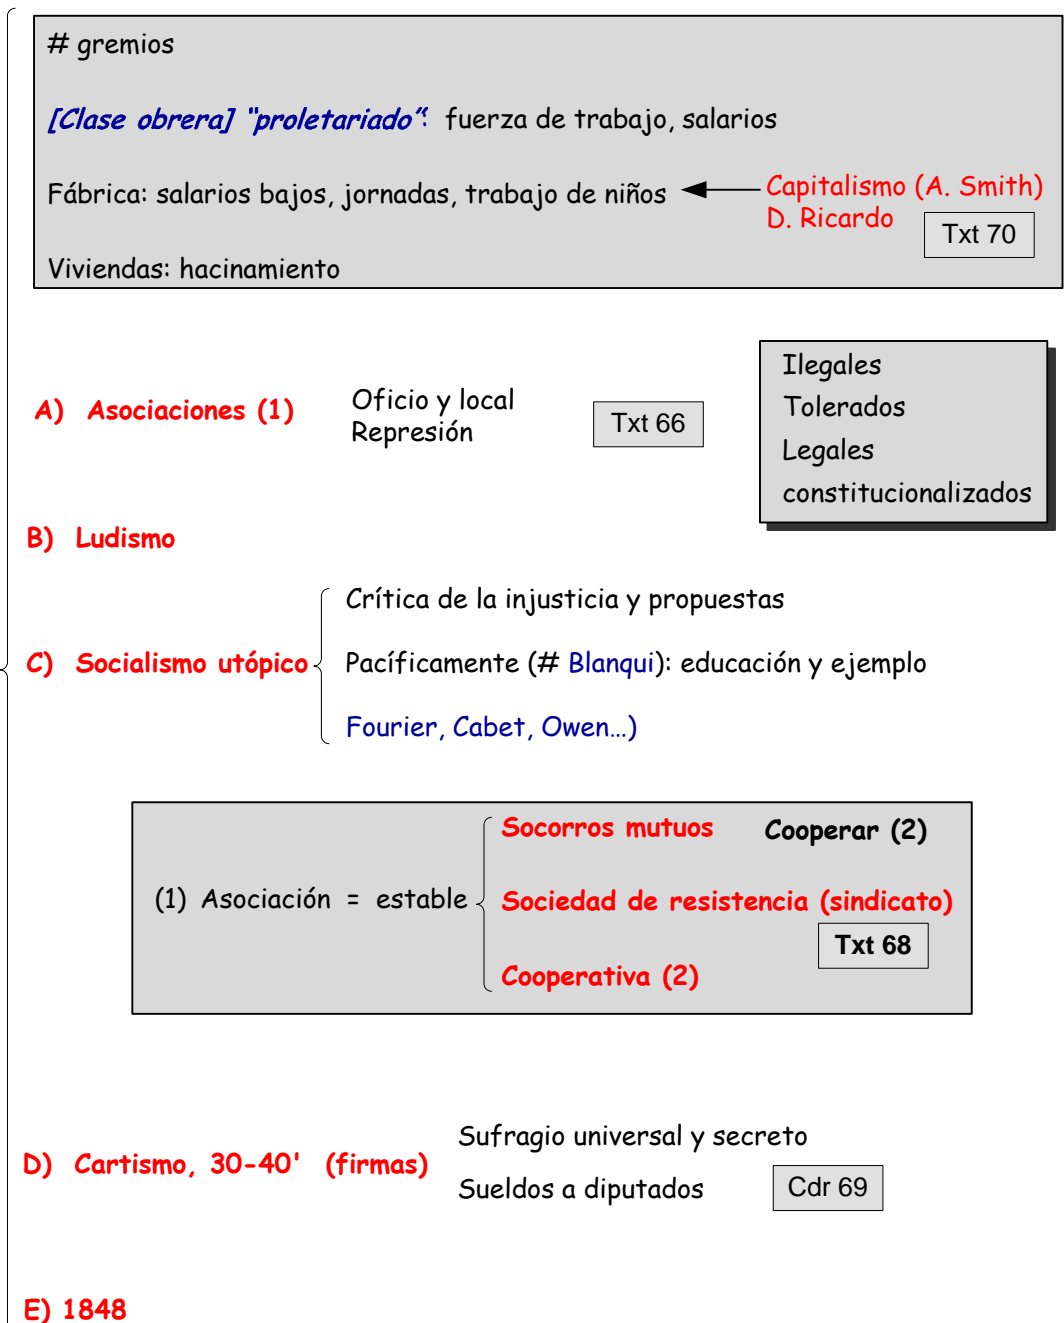 # gremios
[Clase obrera] "proletariado": fuerza de trabajo, salarios
Fábrica: salarios bajos, jornadas, trabajo de niños
Capitalismo (A. Smith)
D. Ricardo
Txt 70
Viviendas: hacinamiento
A) Asociaciones (1)
Oficio y local
Represión
Txt 66
Ilegales
Tolerados
Legales
constitucionalizados
B) Ludismo
C) Socialismo utópico
Crítica de la injusticia y propuestas
Pacíficamente (# Blanqui): educación y ejemplo
Fourier, Cabet, Owen…)
(1) Asociación = estable
Socorros mutuos Cooperar (2)
Sociedad de resistencia (sindicato)
Txt 68
Cooperativa (2)
D) Cartismo, 30-40' (firmas)
Sufragio universal y secreto
Sueldos a diputados
Cdr 69
E) 1848